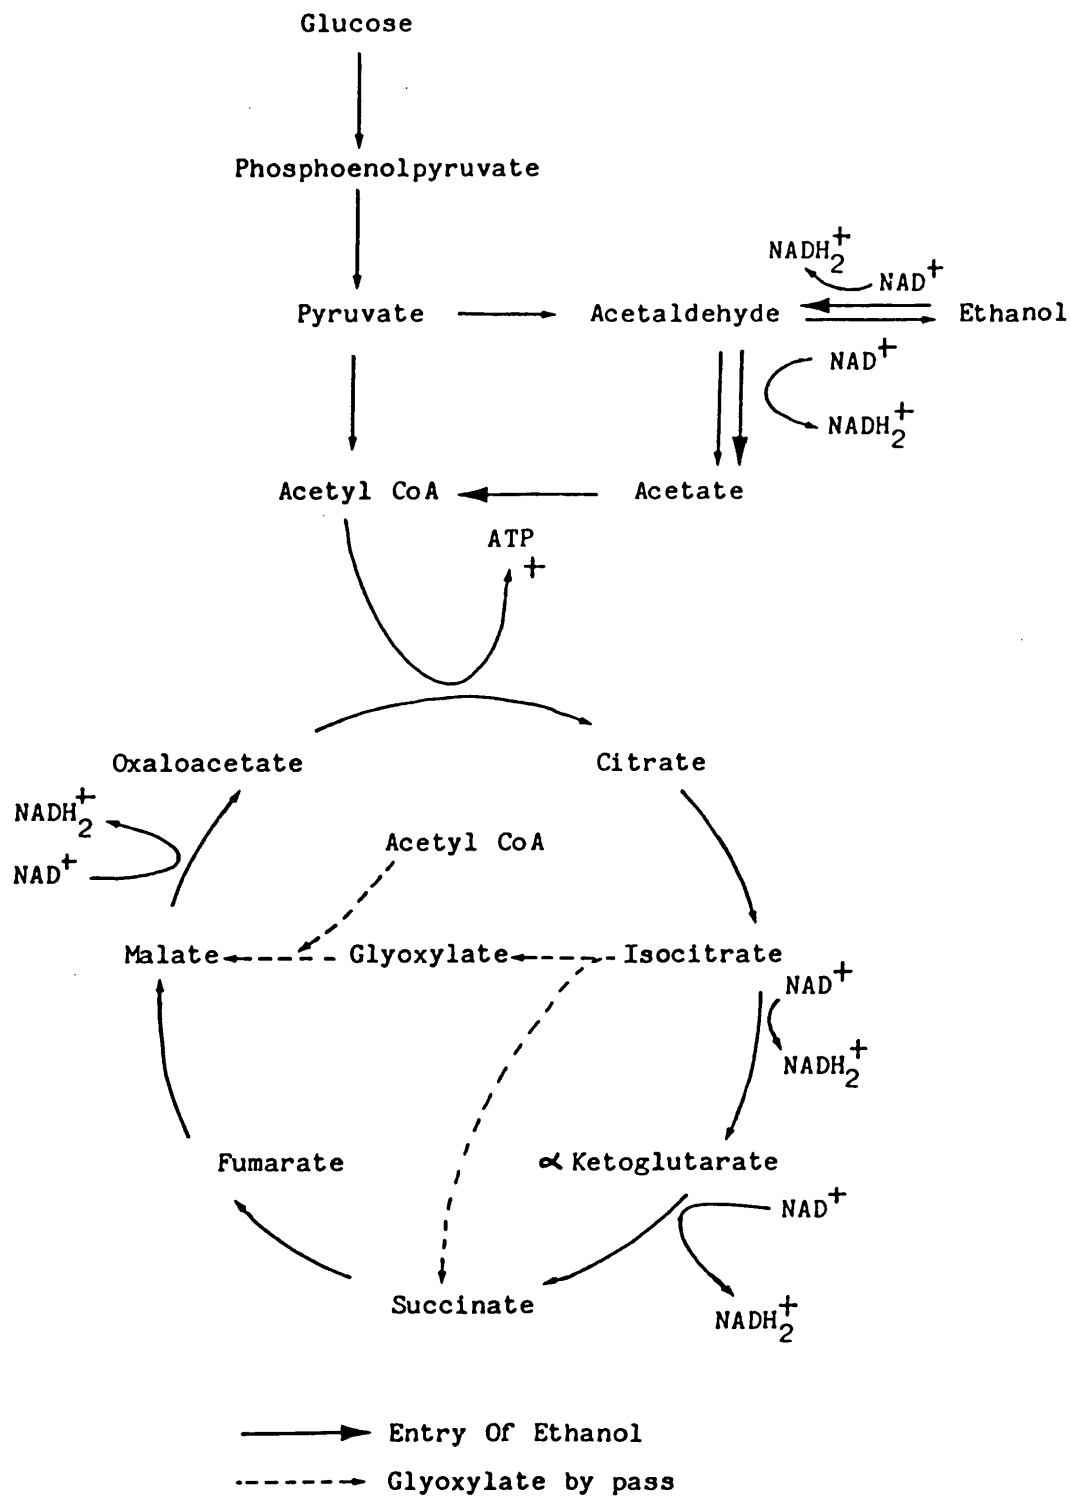 Glucose
Phosphoenolpyruvate
NADH2+
NAD+
Pyruvate
Acetaldehyde
Ethanol
NAD+
NADH2+
Acetyl CoA
Acetate
ATP
+
Oxaloacetate
Citrate
NADH2+
Acetyl CoA
NAD+
Malate
Glyoxylate
Isocitrate
NAD+
NADH2+
Fumarate
α Ketoglutarate
NAD+
Succinate
NADH2+
Entry Of Ethanol
Glyoxylate by pass